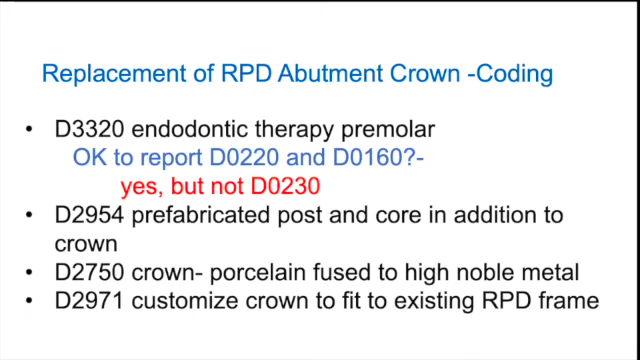 Replacement of RPD Abutment Crown -Coding
• D3320 endodontic therapy premolar
OK to report D0220 and D0160?-
yes, but not D0230
• D2954 prefabricated post and core in addition to
crown
• D2750 crown- porcelain fused to high noble metal
• D2971 customize crown to fit to existing RPD frame